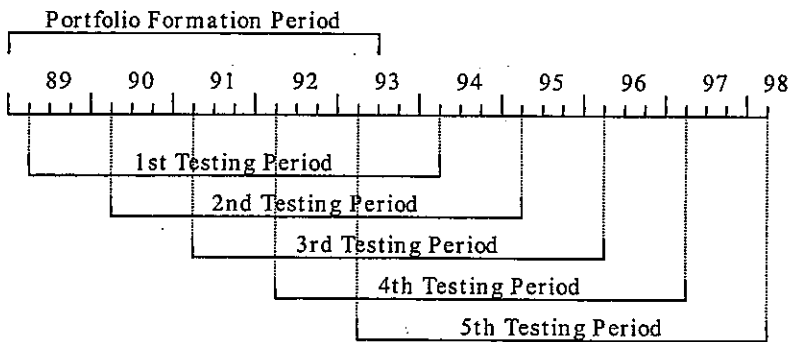 Portfolio Formation Period
89 90 91 92 93 94 95 96 97 98
1st Testing Period
2nd Testing Period
3rd Testing Period
4th Testing Period
5th Testing Period